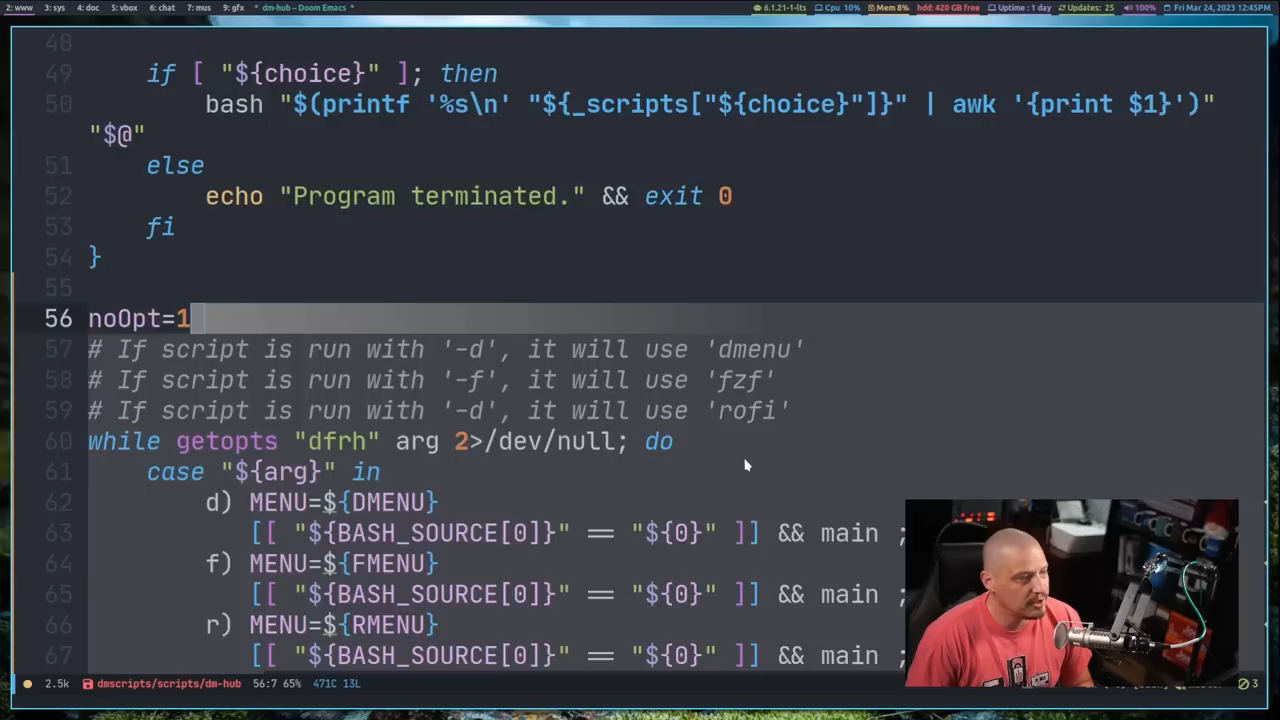 2: www 3: sys 4: doc 5: vbox 6: chat 7: mus 9: gfx * dm-hub – Doom Emacs * 6.1.21-1-lts Cpu 10% Mem 8% hdd: 420 GB free Uptime : 1 day Updates: 25 100% Fri Mar 24, 2023 12:45PM
48
49 if [ "${choice}" ]; then
50 bash "$(printf '%s\n' "${_scripts["${choice}"]}" | awk '{print $1}')"
"$@"
51 else
52 echo "Program terminated." && exit 0
53 fi
54 }
55
56 noOpt=1
57 # If script is run with '-d', it will use 'dmenu'
58 # If script is run with '-f', it will use 'fzf'
59 # If script is run with '-d', it will use 'rofi'
60 while getopts "dfrh" arg 2>/dev/null; do
61 case "${arg}" in
62 d) MENU=${DMENU}
63 [[ "${BASH_SOURCE[0]}" == "${0}" ]] && main ;
64 f) MENU=${FMENU}
65 [[ "${BASH_SOURCE[0]}" == "${0}" ]] && main ;
66 r) MENU=${RMENU}
67 [[ "${BASH_SOURCE[0]}" == "${0}" ]] && main ;
2.5k dmscripts/scripts/dm-hub 56:7 65% 471C 13L 3